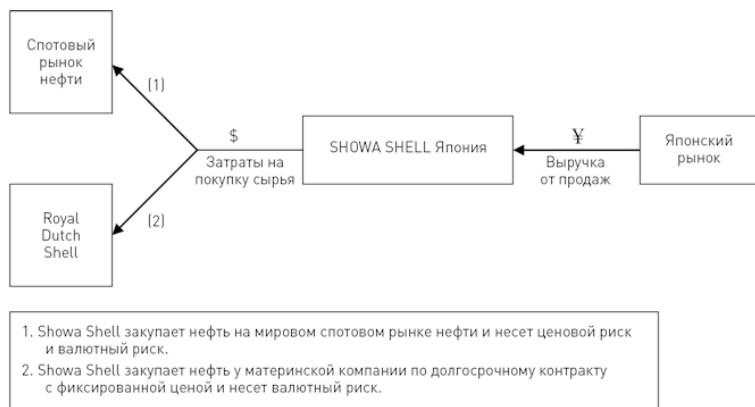 Спотовый
рынок
нефти
(1)
$
Затраты на
покупку сырья
SHOWA SHELL Япония
¥
Выручка
от продаж
Японский
рынок
Royal
Dutch
Shell
(2)
1. Showa Shell закупает нефть на мировом спотовом рынке нефти и несет ценовой риск
и валютный риск.
2. Showa Shell закупает нефть у материнской компании по долгосрочному контракту
с фиксированной ценой и несет валютный риск.